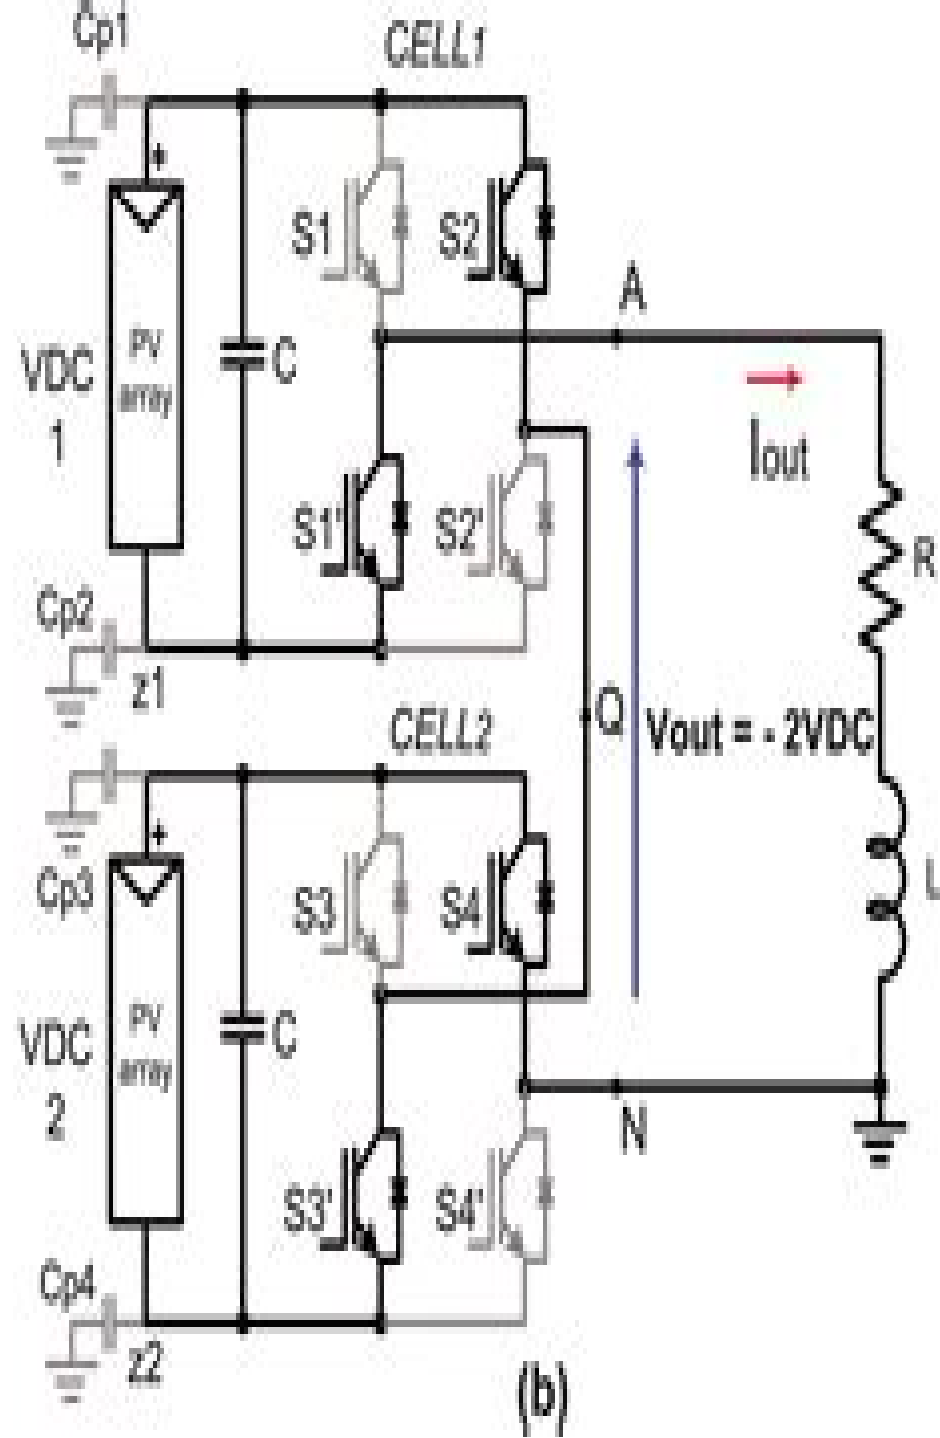 Cp1
CELL1
S1
S2
A
VDC
1
PV
array
C
Iout
S1'
S2'
R
Cp2
z1
Q
Vout = - 2VDC
CELL2
Cp3
S3
S4
L
VDC
2
PV
array
C
N
S3'
S4'
Cp4
z2
(b)